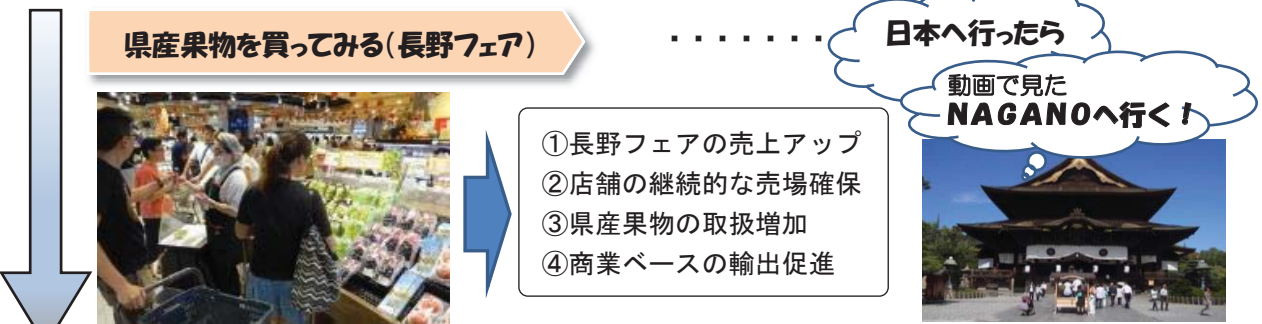 県産果物を買ってみる(長野フェア)
・・・・・・・
日本へ行ったら
動画で見た
NAGANOへ行く！
①長野フェアの売上アップ
②店舗の継続的な売場確保
③県産果物の取扱増加
④商業ベースの輸出促進